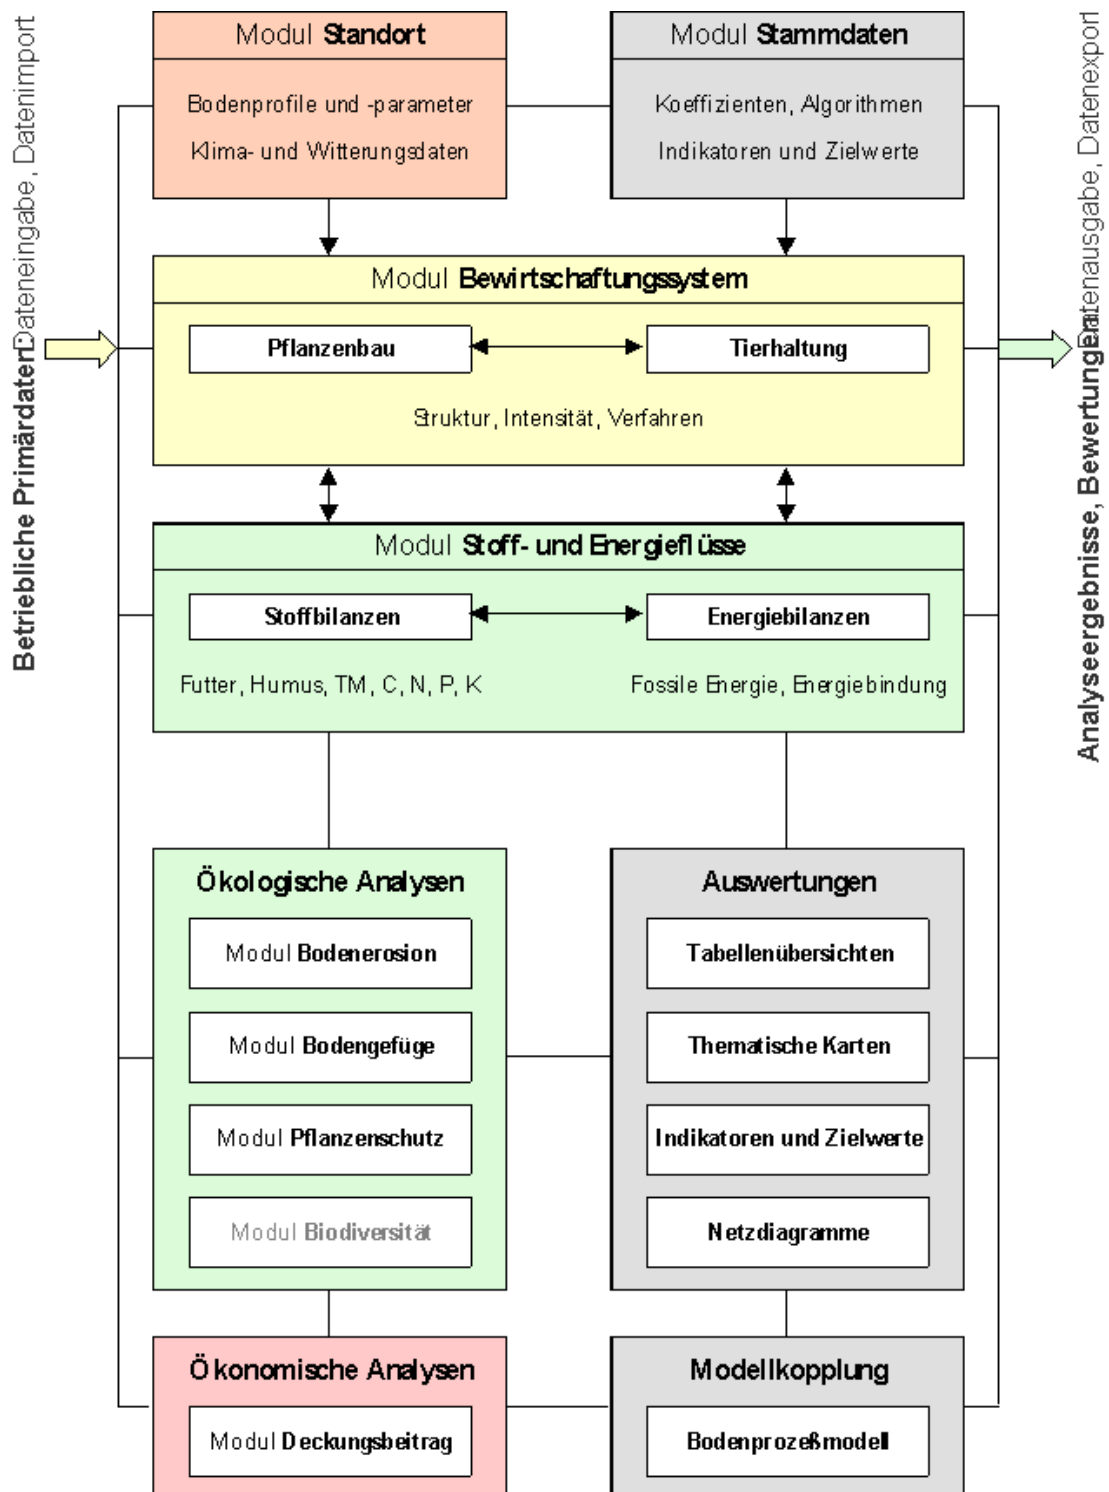 Betriebliche Primärdaten
Dateneingabe, Datenimport
Modul Standort
Bodenprofile und -parameter
Klima- und Witterungsdaten
Modul Stammdaten
Koeffizienten, Algorithmen
Indikatoren und Zielwerte
Modul Bewirtschaftungssystem
Pflanzenbau
Tierhaltung
Struktur, Intensität, Verfahren
Modul Stoff- und Energieflüsse
Stoffbilanzen
Energiebilanzen
Futter, Humus, TM, C, N, P, K
Fossile Energie, Energiebindung
Ökologische Analysen
Modul Bodenerosion
Modul Bodengefüge
Modul Pflanzenschutz
Modul Biodiversität
Auswertungen
Tabellenübersichten
Thematische Karten
Indikatoren und Zielwerte
Netzdiagramme
Ökonomische Analysen
Modul Deckungsbeitrag
Modellkopplung
Bodenprozeßmodell
Analyseergebnisse, Bewertungen
Datenausgabe, Datenexport